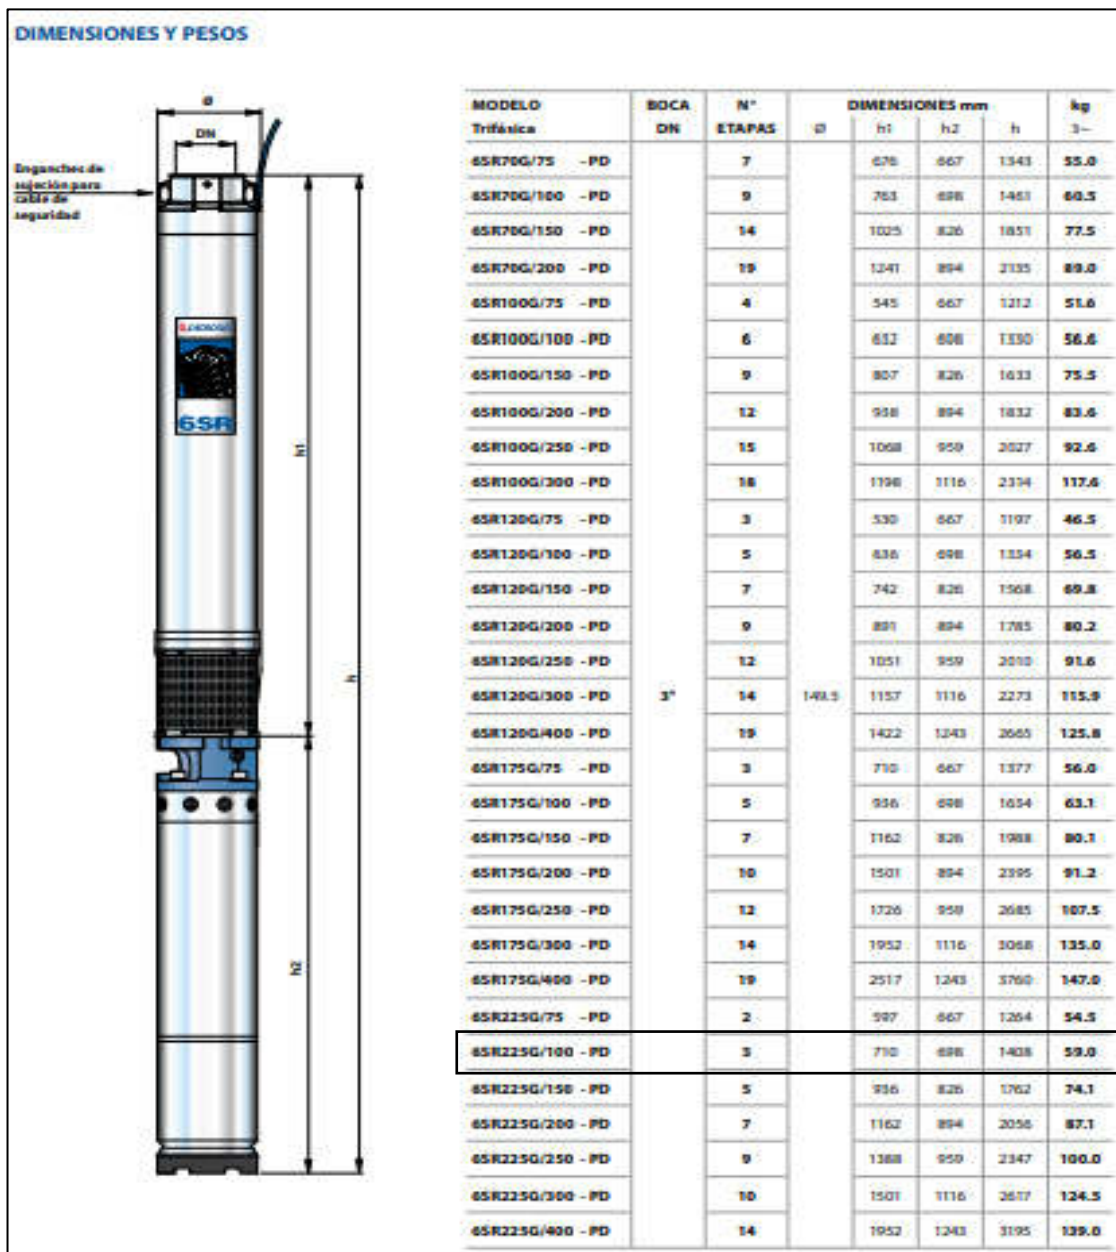 DIMENSIONES Y PESOS
Ø
DN
Enganches de
sujeción para
cable de
seguridad
6SR
h1
h
h2
MODELO BOCA N° DIMENSIONES mm kg
Trifásica DN ETAPAS Ø h1 h2 h 3~
6SR70G/75 - PD 7 676 667 1343 55.0
6SR70G/100 - PD 9 763 698 1461 60.5
6SR70G/150 - PD 14 1025 826 1851 77.5
6SR70G/200 - PD 19 1241 894 2135 89.0
6SR100G/75 - PD 4 545 667 1212 51.6
6SR100G/100 - PD 6 632 698 1330 56.6
6SR100G/150 - PD 9 807 826 1633 75.5
6SR100G/200 - PD 12 938 894 1832 83.6
6SR100G/250 - PD 15 1068 959 2027 92.6
6SR100G/300 - PD 18 1198 1116 2314 117.6
6SR120G/75 - PD 3 530 667 1197 46.5
6SR120G/100 - PD 5 636 698 1334 56.5
6SR120G/150 - PD 7 742 826 1568 69.8
6SR120G/200 - PD 9 891 894 1785 80.2
6SR120G/250 - PD 12 1051 959 2010 91.6
6SR120G/300 - PD 3" 14 149.5 1157 1116 2273 115.9
6SR120G/400 - PD 19 1422 1243 2665 125.8
6SR175G/75 - PD 3 710 667 1377 56.0
6SR175G/100 - PD 5 936 698 1634 63.1
6SR175G/150 - PD 7 1162 826 1988 80.1
6SR175G/200 - PD 10 1501 894 2395 91.2
6SR175G/250 - PD 12 1726 959 2685 107.5
6SR175G/300 - PD 14 1952 1116 3068 135.0
6SR175G/400 - PD 19 2517 1243 3760 147.0
6SR225G/75 - PD 2 597 667 1264 54.5
6SR225G/100 - PD 3 710 698 1408 59.0
6SR225G/150 - PD 5 936 826 1762 74.1
6SR225G/200 - PD 7 1162 894 2056 87.1
6SR225G/250 - PD 9 1388 959 2347 100.0
6SR225G/300 - PD 10 1501 1116 2617 124.5
6SR225G/400 - PD 14 1952 1243 3195 139.0